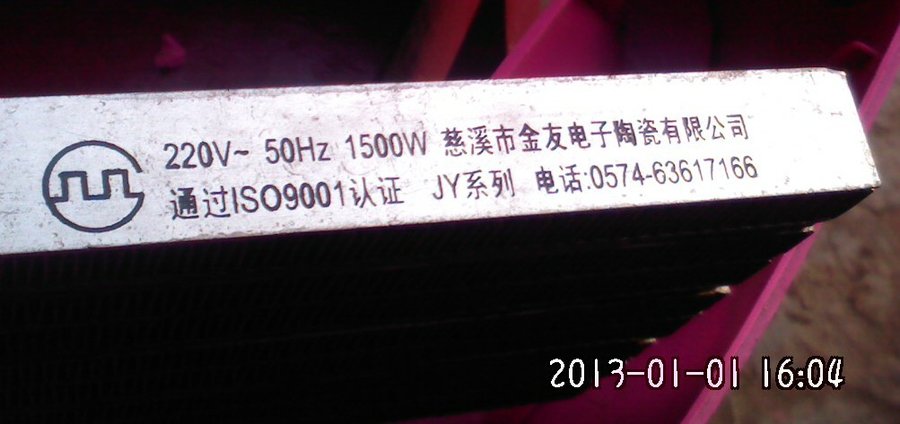 220V~ 50Hz 1500W 慈溪市金友电子陶瓷有限公司
通过ISO9001认证 JY系列 电话:0574-63617166
2013-01-01 16:04